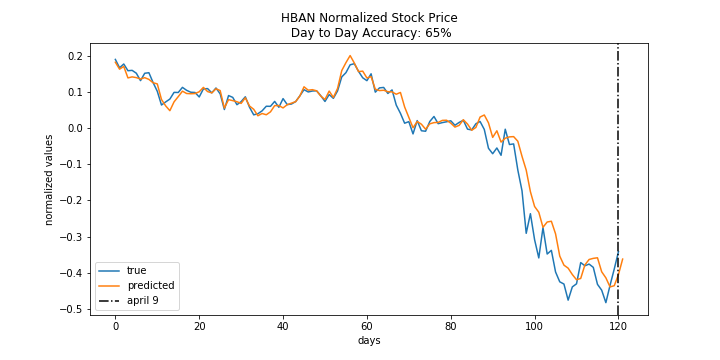 HBAN Normalized Stock Price
Day to Day Accuracy: 65%
normalized values
0.2
0.1
0.0
−0.1
−0.2
−0.3
−0.4
−0.5
true
predicted
april 9
0 20 40 60 80 100 120
days